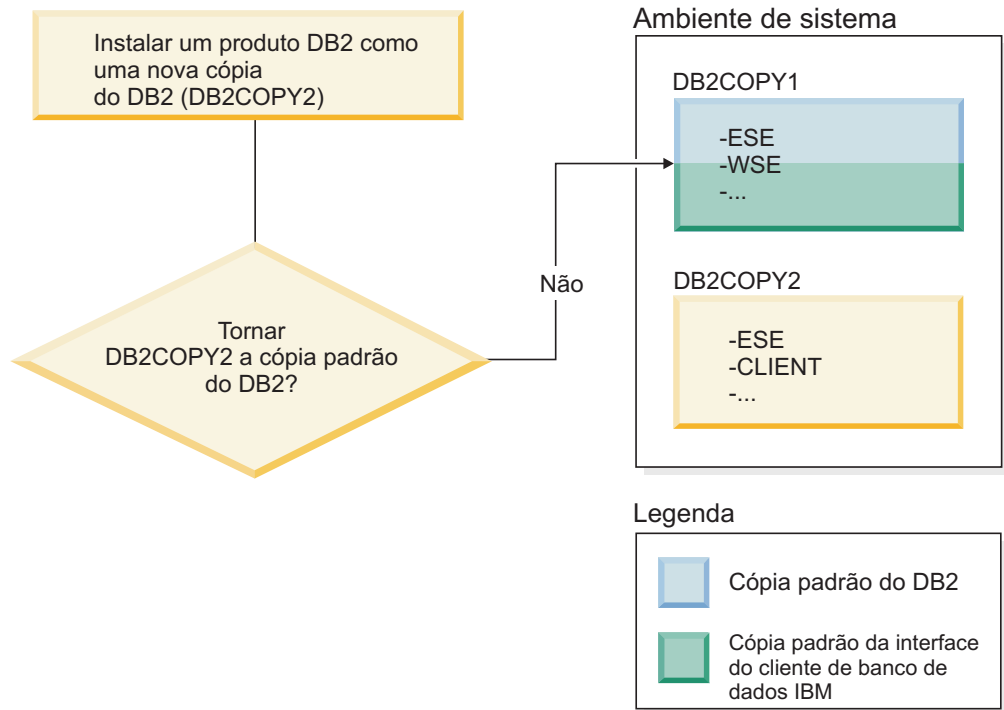 Instalar um produto DB2 como
uma nova cópia
do DB2 (DB2COPY2)
Tornar
DB2COPY2 a cópia padrão
do DB2?
Não
Ambiente de sistema
DB2COPY1
-ESE
-WSE
-...
DB2COPY2
-ESE
-CLIENT
-...
Legenda
Cópia padrão do DB2
Cópia padrão da interface
do cliente de banco de
dados IBM